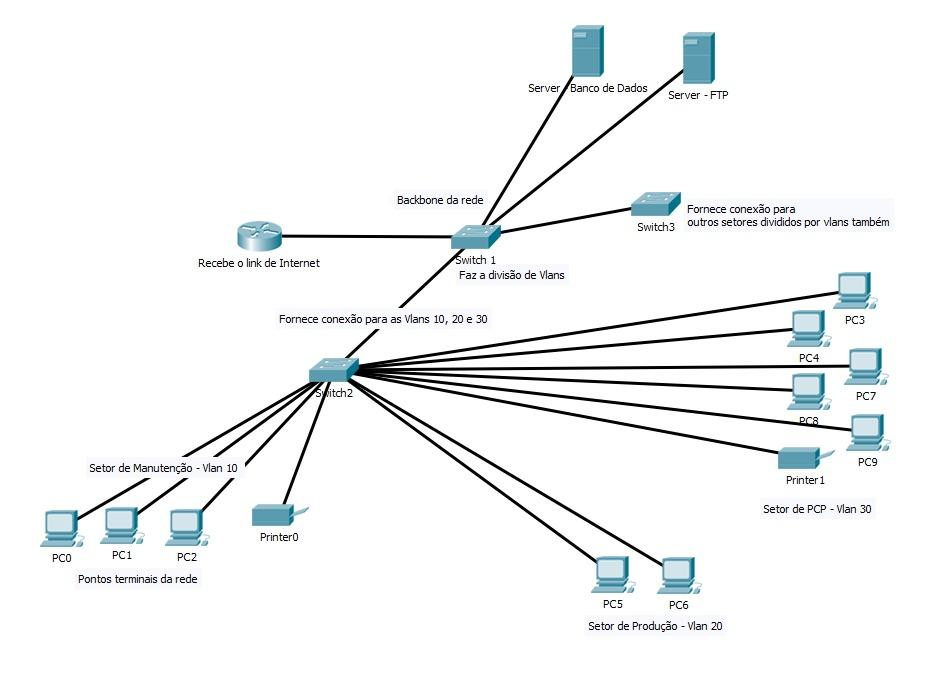 Server - Banco de Dados
Server - FTP
Backbone da rede
Switch3
Fornece conexão para
outros setores divididos por vlans também
Recebe o link de Internet
Switch 1
Faz a divisão de Vlans
Fornece conexão para as Vlans 10, 20 e 30
PC3
PC4
Switch2
PC7
PC8
PC9
Setor de Manutenção - Vlan 10
Printer1
Setor de PCP - Vlan 30
Printer0
PC0
PC1
PC2
Pontos terminais da rede
PC5
PC6
Setor de Produção - Vlan 20